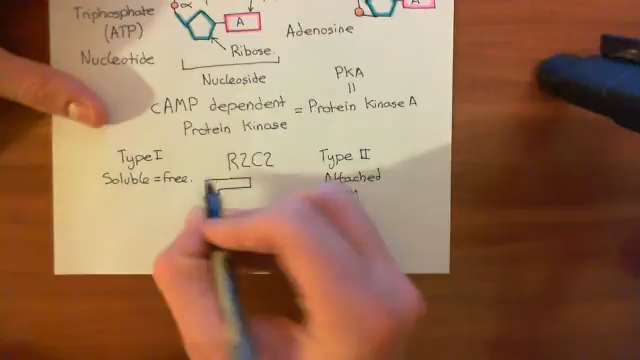 Triphosphate
(ATP)
α
A
A
Adenosine
Ribose.
Nucleotide
Nucleoside
PKA
=
cAMP dependent
Protein Kinase
= Protein Kinase A
Type I
R2C2
Type II
Soluble = Free.
Attached